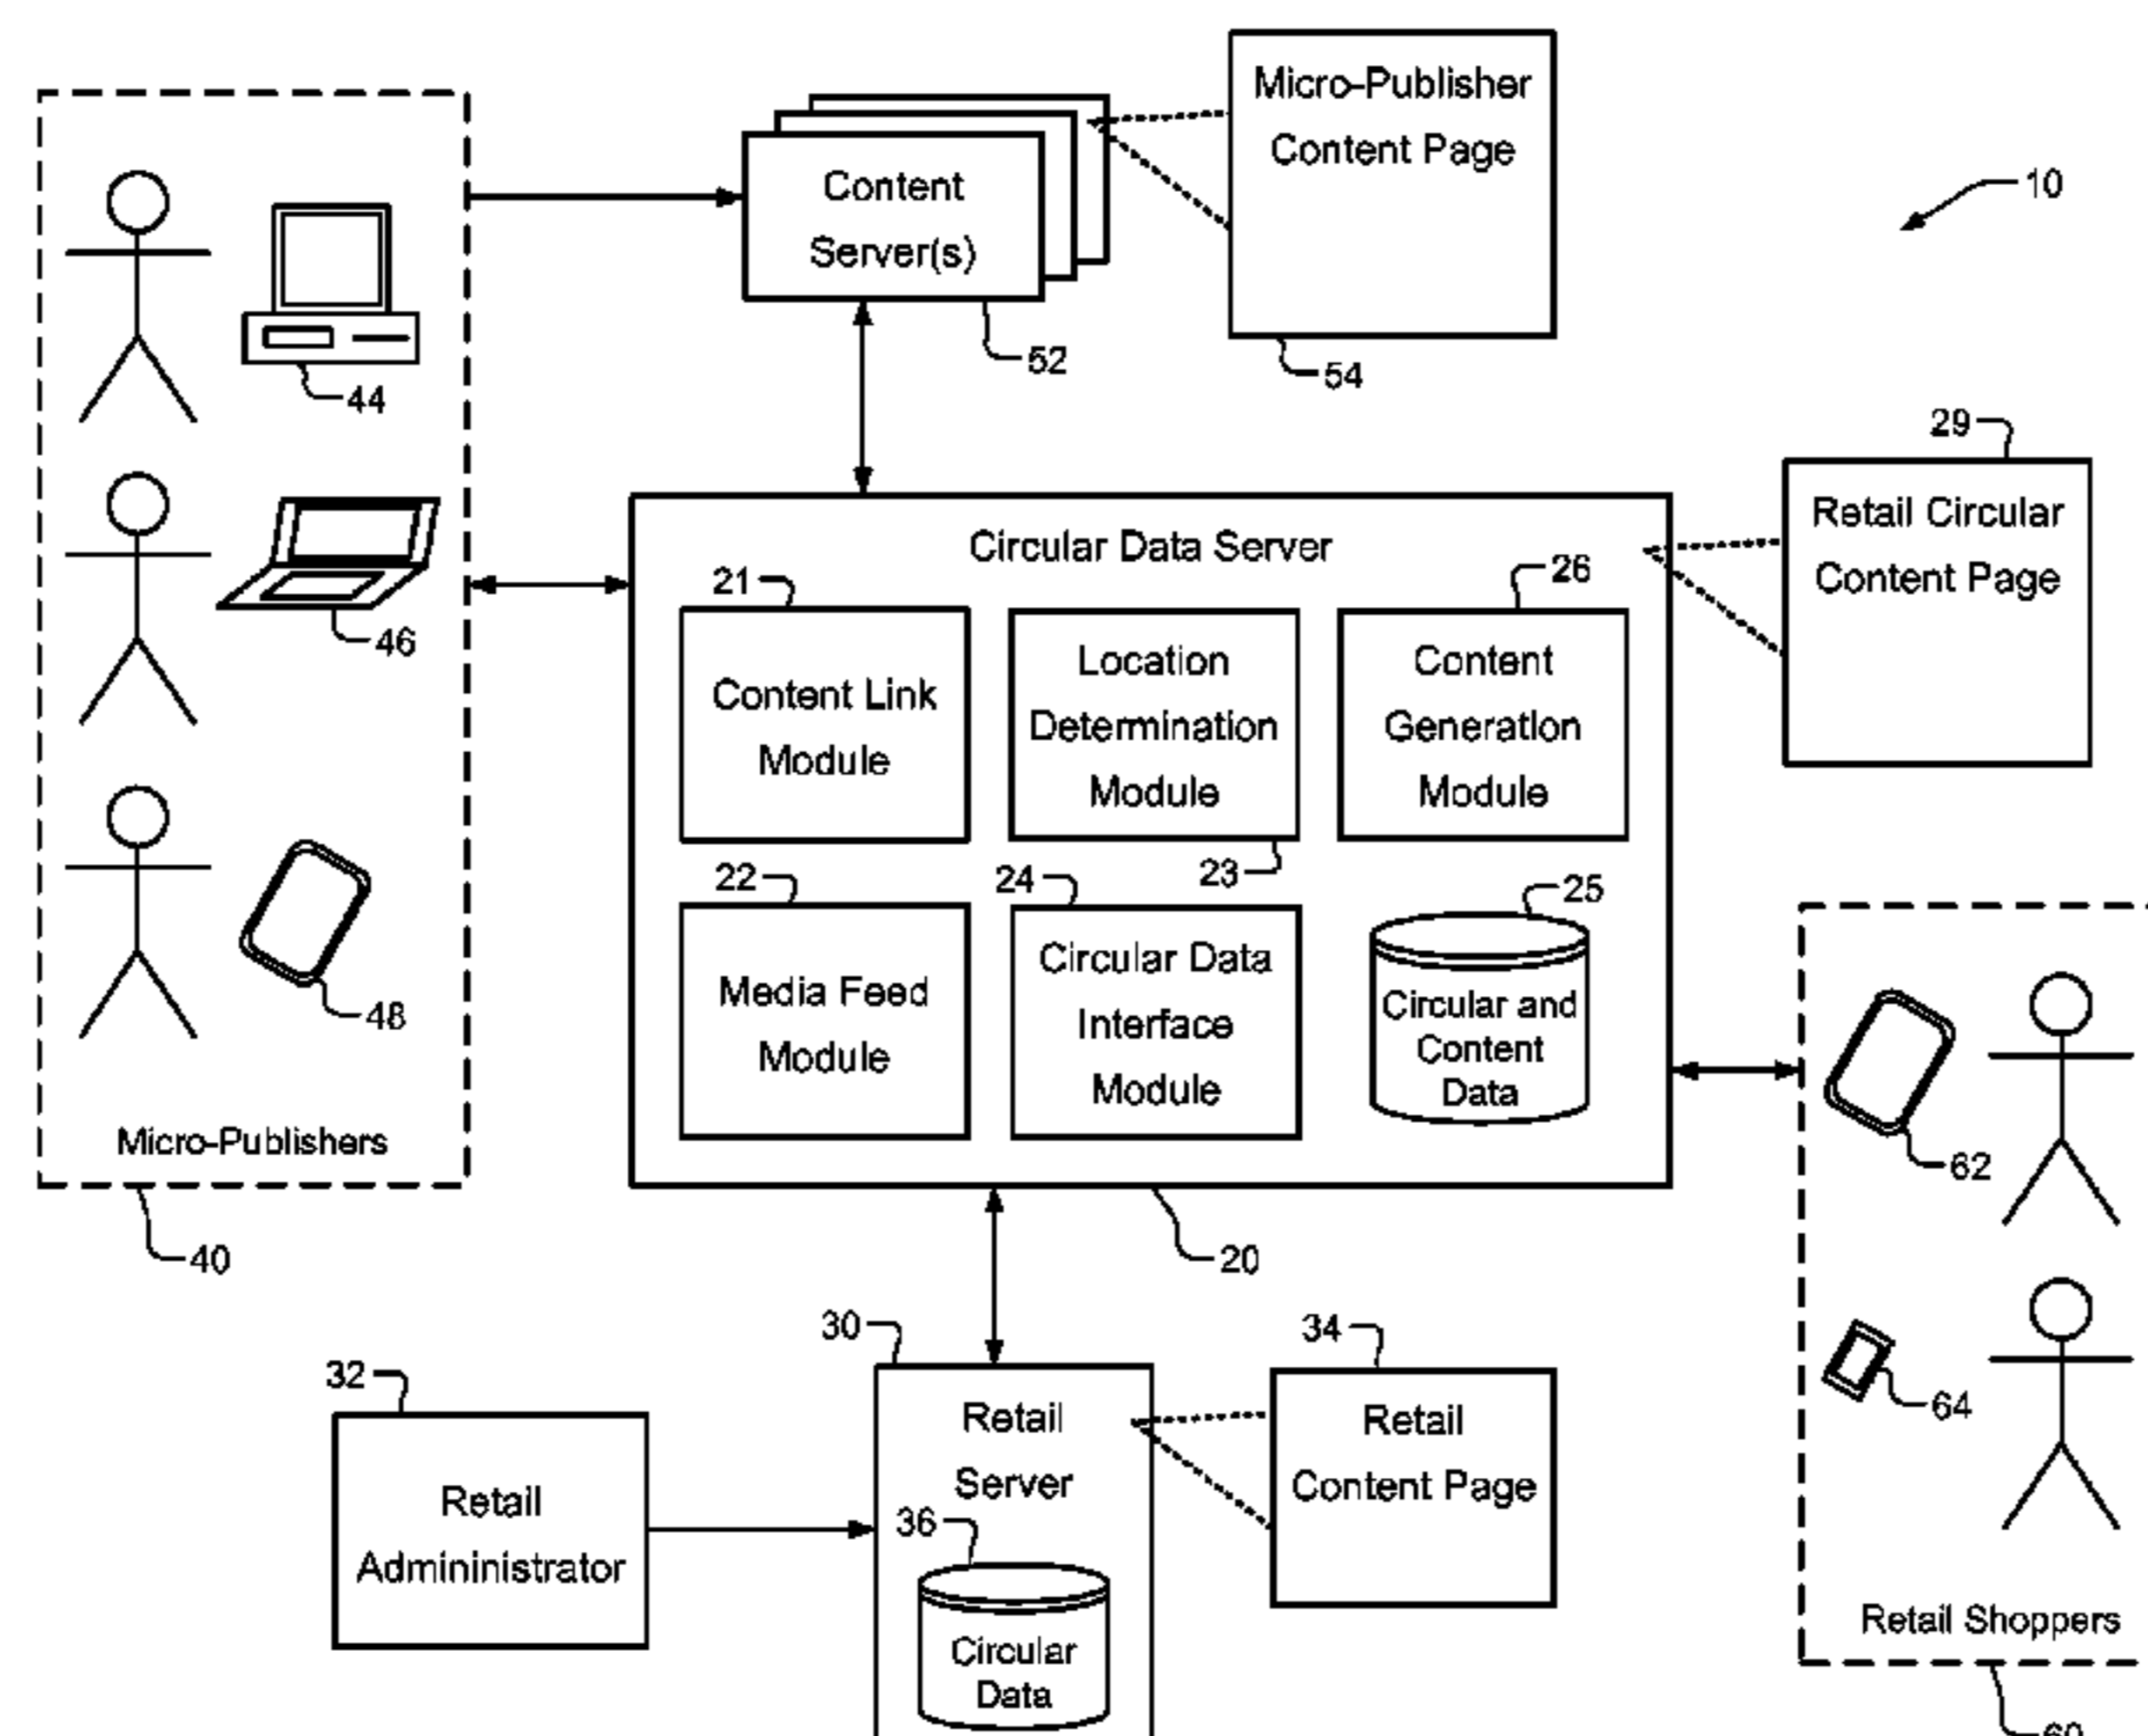 Micro-Publisher
Content Page
54
10
Content
Server(s)
52
44
46
48
Micro-Publishers
40
29
Retail Circular
Content Page
Circular Data Server
21
Content Link
Module
Location
Determination
Module
23
26
Content
Generation
Module
22
Media Feed
Module
24
Circular Data
Interface
Module
25
Circular and
Content
Data
20
62
64
Retail Shoppers
60
32
Retail
Admininistrator
30
Retail
Server
36
Circular
Data
34
Retail
Content Page